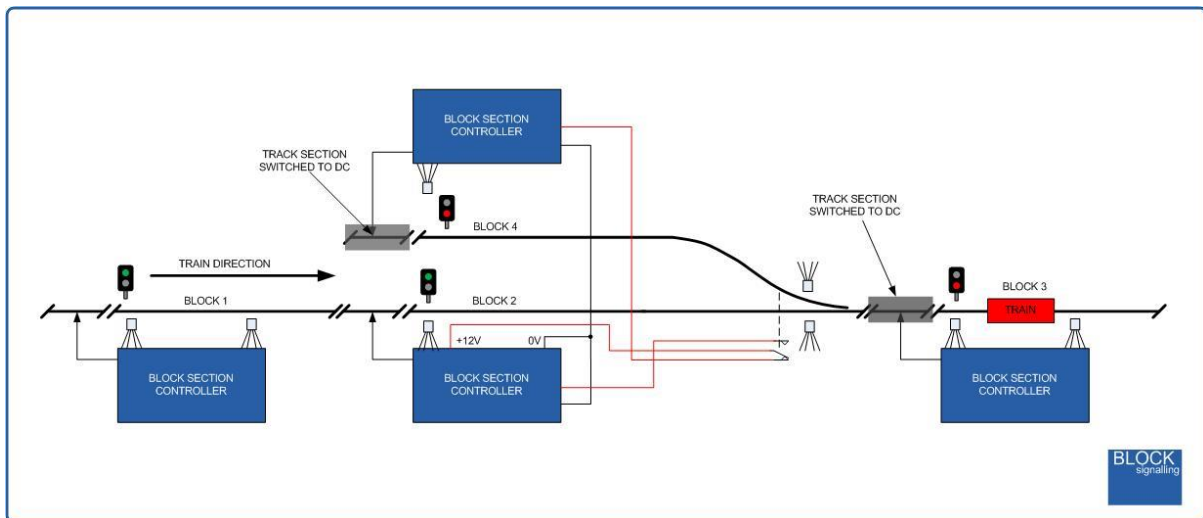 BLOCK SECTION
CONTROLLER
TRACK SECTION
SWITCHED TO DC
TRACK SECTION
SWITCHED TO DC
BLOCK 4
TRAIN DIRECTION
BLOCK 1
BLOCK 2
BLOCK 3
TRAIN
+12V
0V
BLOCK SECTION
CONTROLLER
BLOCK SECTION
CONTROLLER
BLOCK SECTION
CONTROLLER
BLOCK
signalling